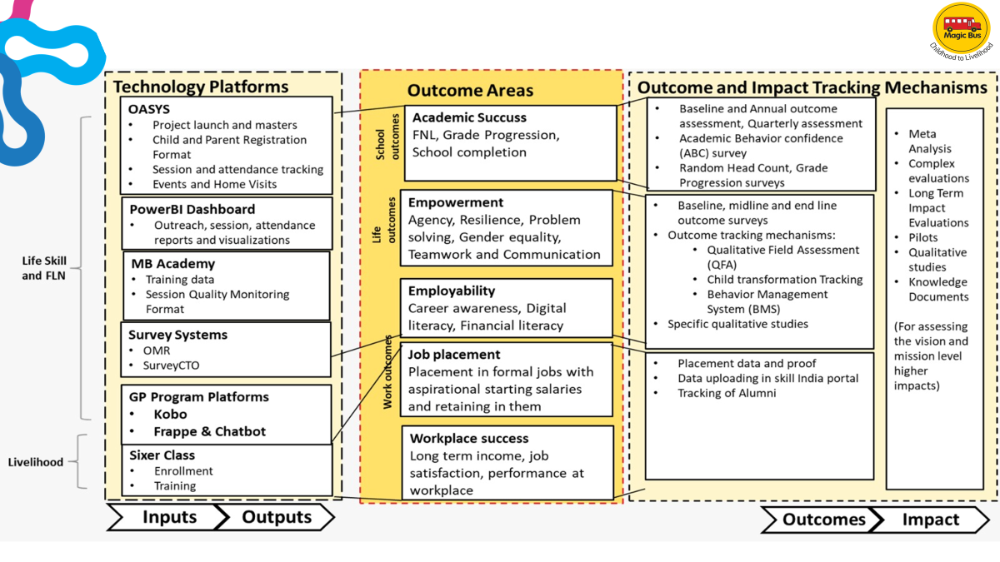 Magic Bus
Childhood to Livelihood
Technology Platforms
OASYS
• Project launch and masters
• Child and Parent Registration
Format
• Session and attendance tracking
• Events and Home Visits
PowerBI Dashboard
• Outreach, session, attendance
reports and visualizations
MB Academy
• Training data
• Session Quality Monitoring
Format
Survey Systems
• OMR
• SurveyCTO
GP Program Platforms
• Kobo
• Frappe & Chatbot
Sixer Class
• Enrollment
• Training
Life Skill
and FLN
Livelihood
Inputs
Outputs
Outcome Areas
School
outcomes
Academic Succuss
FNL, Grade Progression,
School completion
Life
outcomes
Empowerment
Agency, Resilience, Problem
solving, Gender equality,
Teamwork and Communication
Work outcomes
Employability
Career awareness, Digital
literacy, Financial literacy
Job placement
Placement in formal jobs with
aspirational starting salaries
and retaining in them
Workplace success
Long term income, job
satisfaction, performance at
workplace
Outcome and Impact Tracking Mechanisms
• Baseline and Annual outcome
assessment, Quarterly assessment
• Academic Behavior confidence
(ABC) survey
• Random Head Count, Grade
Progression surveys
• Baseline, midline and end line
outcome surveys
• Outcome tracking mechanisms:
• Qualitative Field Assessment
(QFA)
• Child transformation Tracking
• Behavior Management
System (BMS)
• Specific qualitative studies
• Placement data and proof
• Data uploading in skill India portal
• Tracking of Alumni
• Meta
Analysis
• Complex
evaluations
• Long Term
Impact
Evaluations
• Pilots
• Qualitative
studies
• Knowledge
Documents
(For assessing
the vision and
mission level
higher
impacts)
Outcomes
Impact